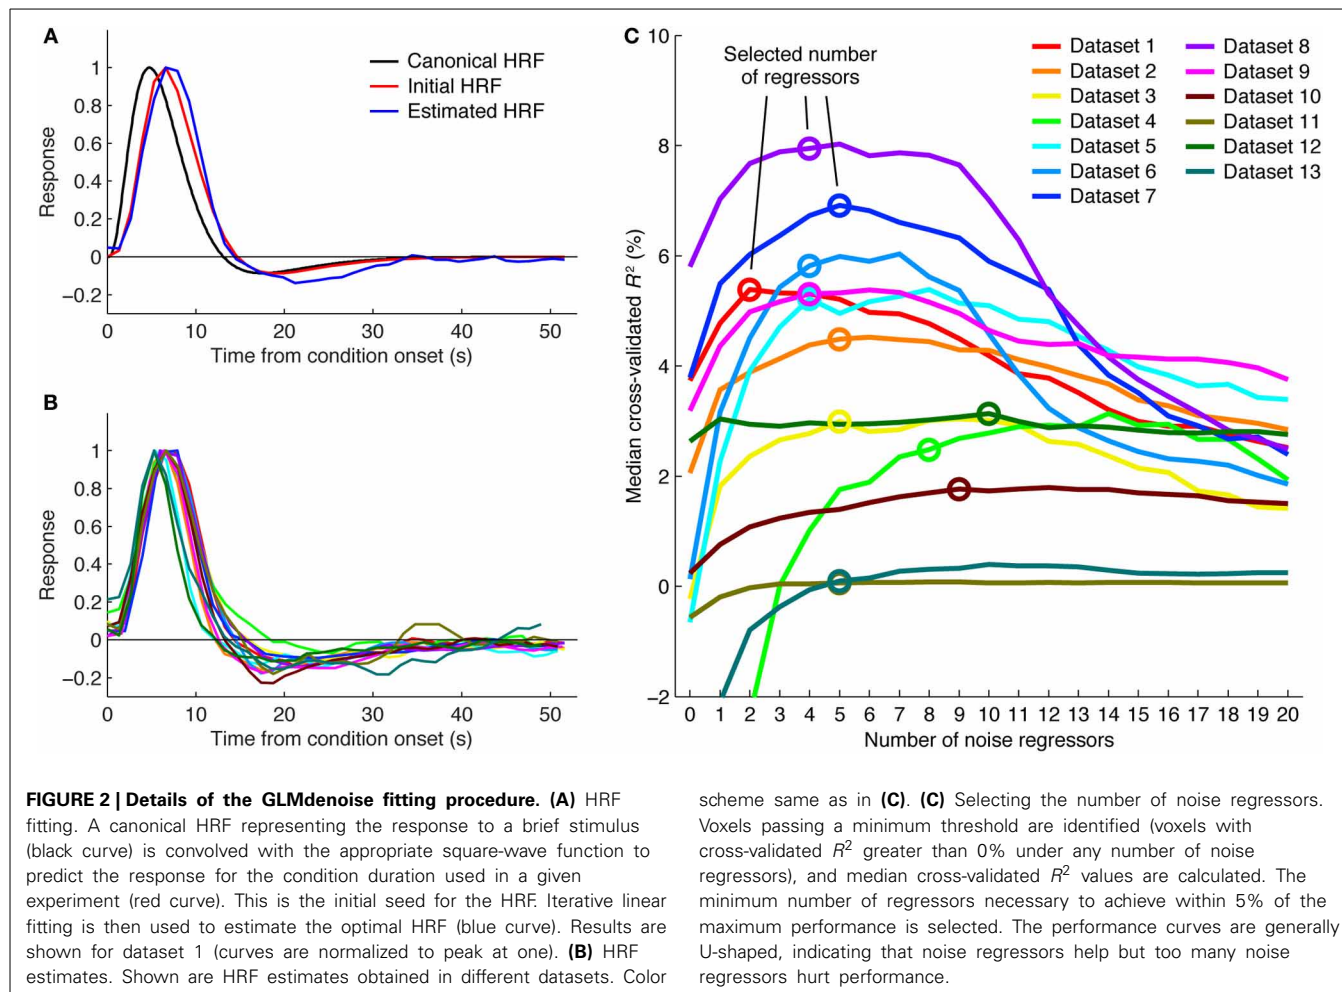 A
Canonical HRF
Initial HRF
Estimated HRF
Response
1
0.8
0.6
0.4
0.2
0
−0.2
0 10 20 30 40 50
Time from condition onset (s)
B
Response
1
0.8
0.6
0.4
0.2
0
−0.2
0 10 20 30 40 50
Time from condition onset (s)
C
Selected number
of regressors
Dataset 1
Dataset 2
Dataset 3
Dataset 4
Dataset 5
Dataset 6
Dataset 7
Dataset 8
Dataset 9
Dataset 10
Dataset 11
Dataset 12
Dataset 13
Median cross-validated R² (%)
10
8
6
4
2
0
−2
0 1 2 3 4 5 6 7 8 9 10 11 12 13 14 15 16 17 18 19 20
Number of noise regressors
FIGURE 2 | Details of the GLMdenoise fitting procedure. (A) HRF
fitting. A canonical HRF representing the response to a brief stimulus
(black curve) is convolved with the appropriate square-wave function to
predict the response for the condition duration used in a given
experiment (red curve). This is the initial seed for the HRF. Iterative linear
fitting is then used to estimate the optimal HRF (blue curve). Results are
shown for dataset 1 (curves are normalized to peak at one). (B) HRF
estimates. Shown are HRF estimates obtained in different datasets. Color
scheme same as in (C). (C) Selecting the number of noise regressors.
Voxels passing a minimum threshold are identified (voxels with
cross-validated R² greater than 0% under any number of noise
regressors), and median cross-validated R² values are calculated. The
minimum number of regressors necessary to achieve within 5% of the
maximum performance is selected. The performance curves are generally
U-shaped, indicating that noise regressors help but too many noise
regressors hurt performance.